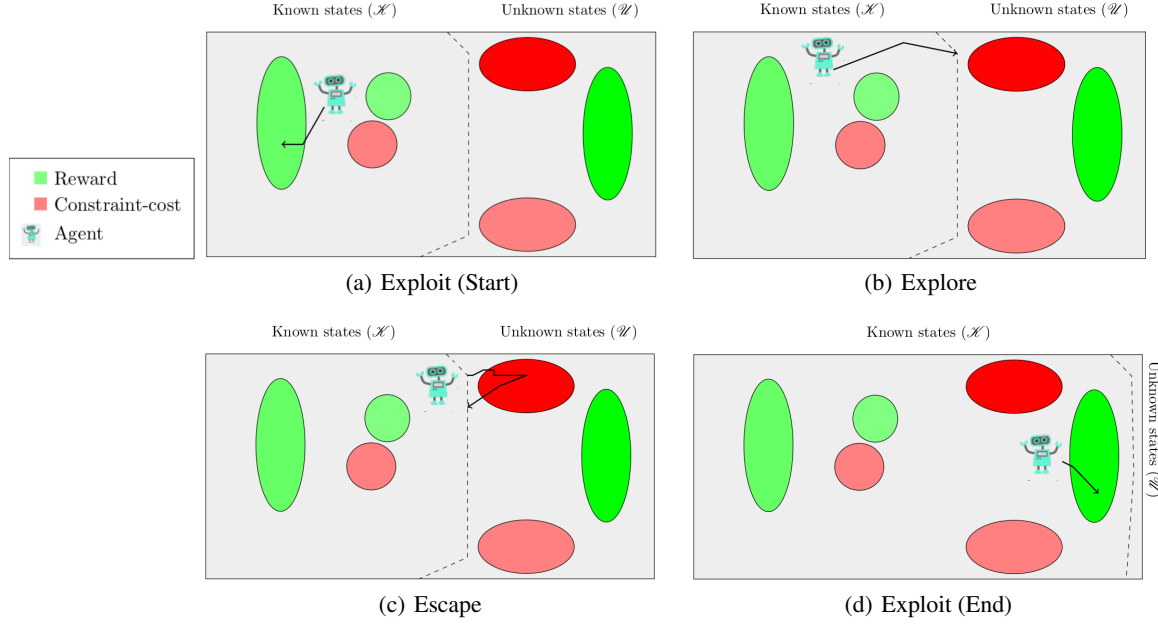 Known states (𝒦)
Unknown states (𝒰)
Known states (𝒦)
Unknown states (𝒰)
Reward
Constraint-cost
Agent
(a) Exploit (Start)
(b) Explore
Known states (𝒦)
Unknown states (𝒰)
Known states (𝒦)
Unknown states (𝒰)
(c) Escape
(d) Exploit (End)